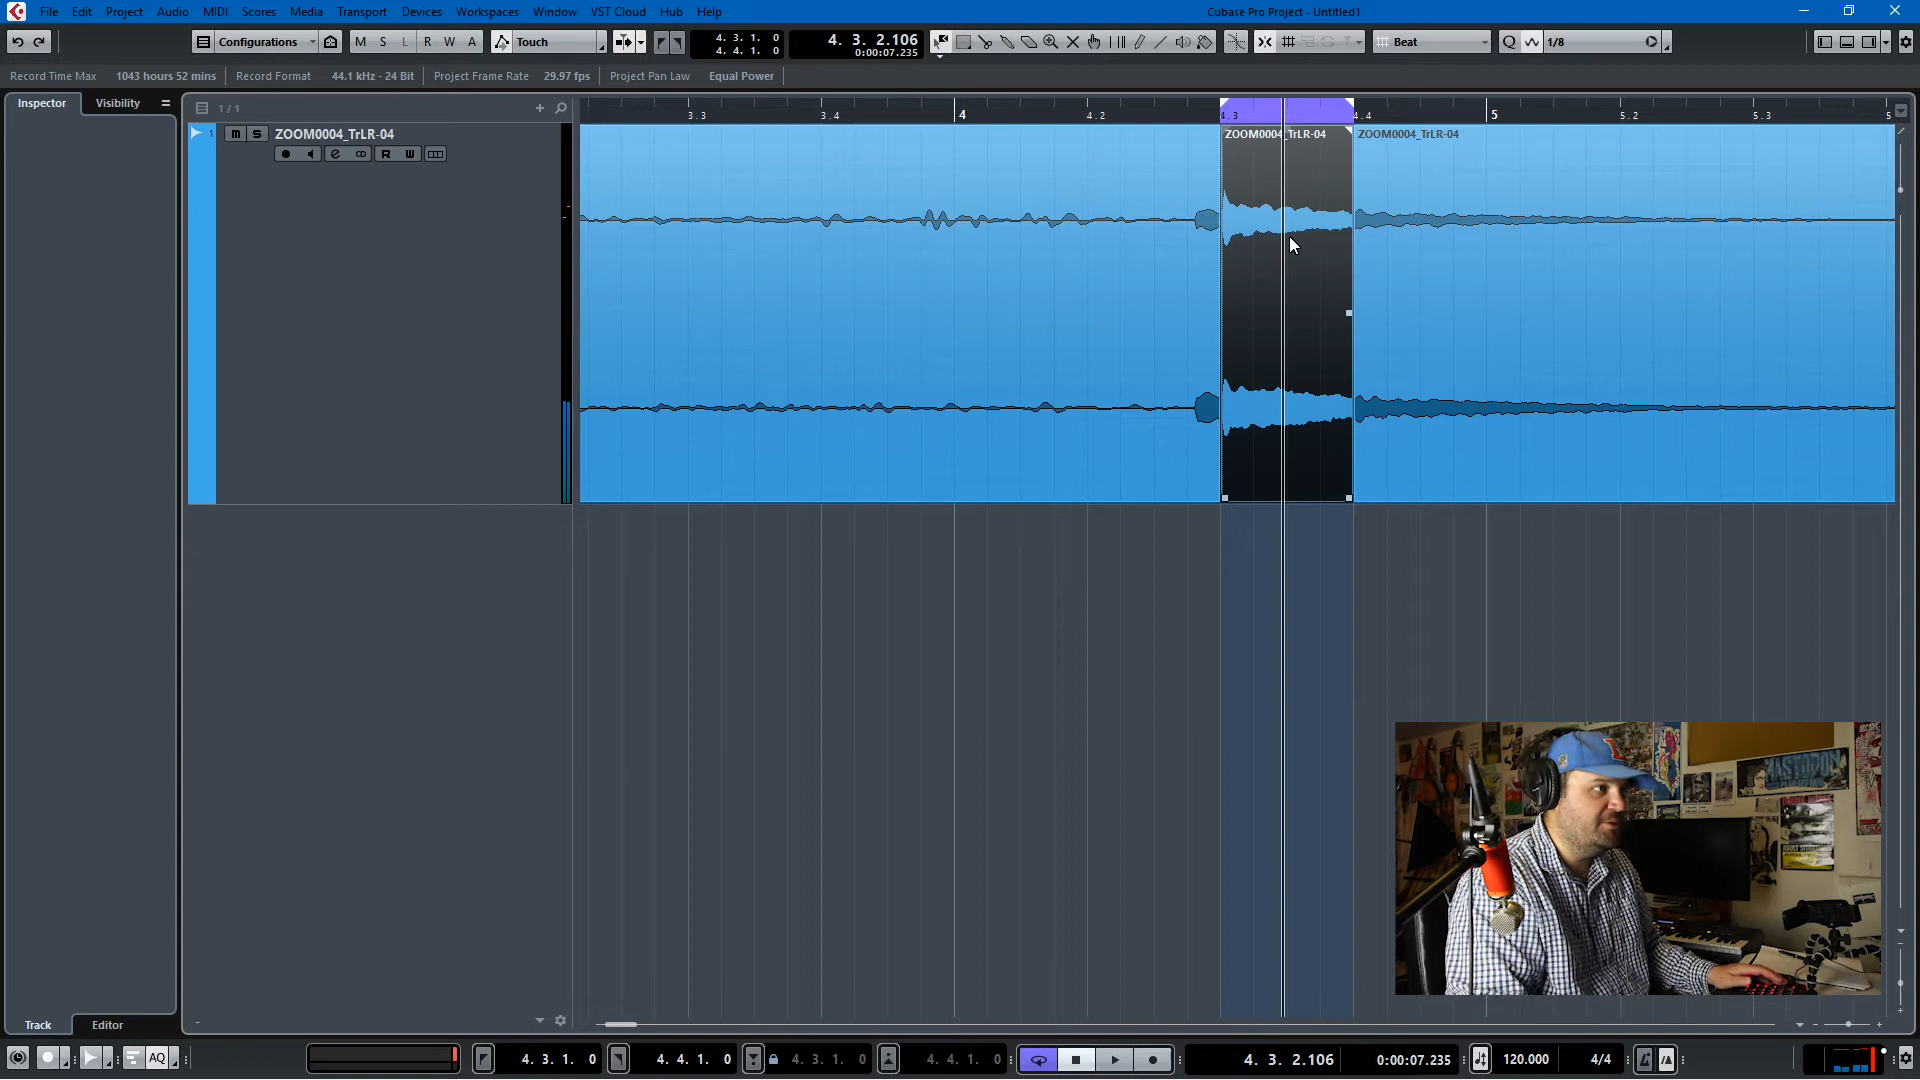 File Edit Project Audio MIDI Scores Media Transport Devices Workspaces Window VST Cloud Hub Help
Cubase Pro Project - Untitled1
Configurations M S L R W A Touch
4. 3. 1. 0
4. 4. 1. 0
4. 3. 2.106
0:00:07.235
Beat Q 1/8
Record Time Max 1043 hours 52 mins Record Format 44.1 kHz - 24 Bit Project Frame Rate 29.97 fps Project Pan Law Equal Power
Inspector Visibility
1 / 1
3.3 3.4 4 4.2 4.3 4.4 5 5.2 5.3 5
1 m S ZOOM0004_TrLR-04
R W
ZOOM0004_TrLR-04 ZOOM0004_TrLR-04
MASTODON
Track Editor
AQ 4. 3. 1. 0 4. 4. 1. 0 4. 3. 1. 0 4. 4. 1. 0 4. 3. 2.106 0:00:07.235 120.000 4/4